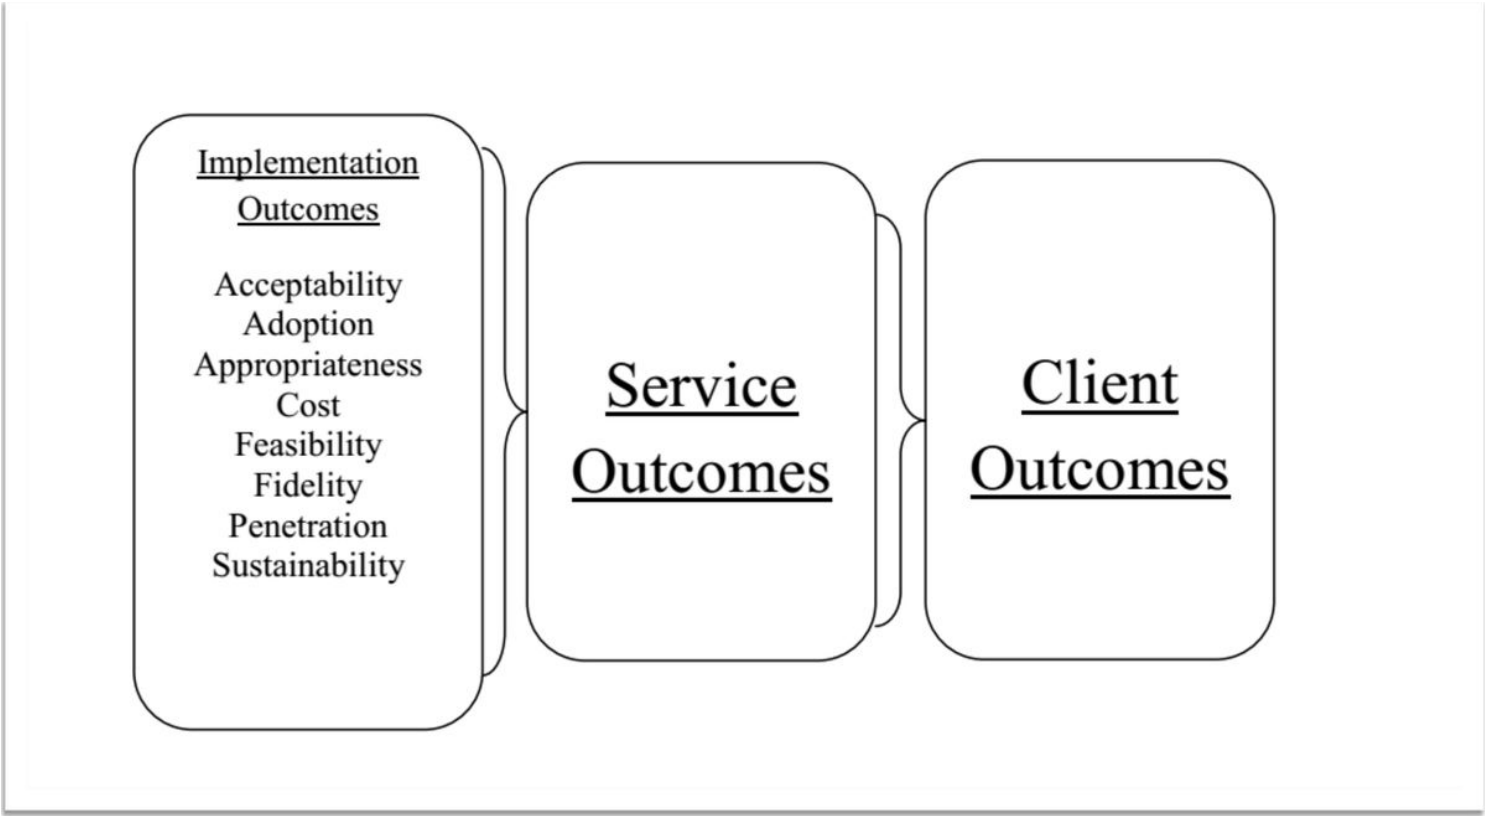 Implementation
Outcomes
Acceptability
Adoption
Appropriateness
Cost
Feasibility
Fidelity
Penetration
Sustainability
Service
Outcomes
Client
Outcomes